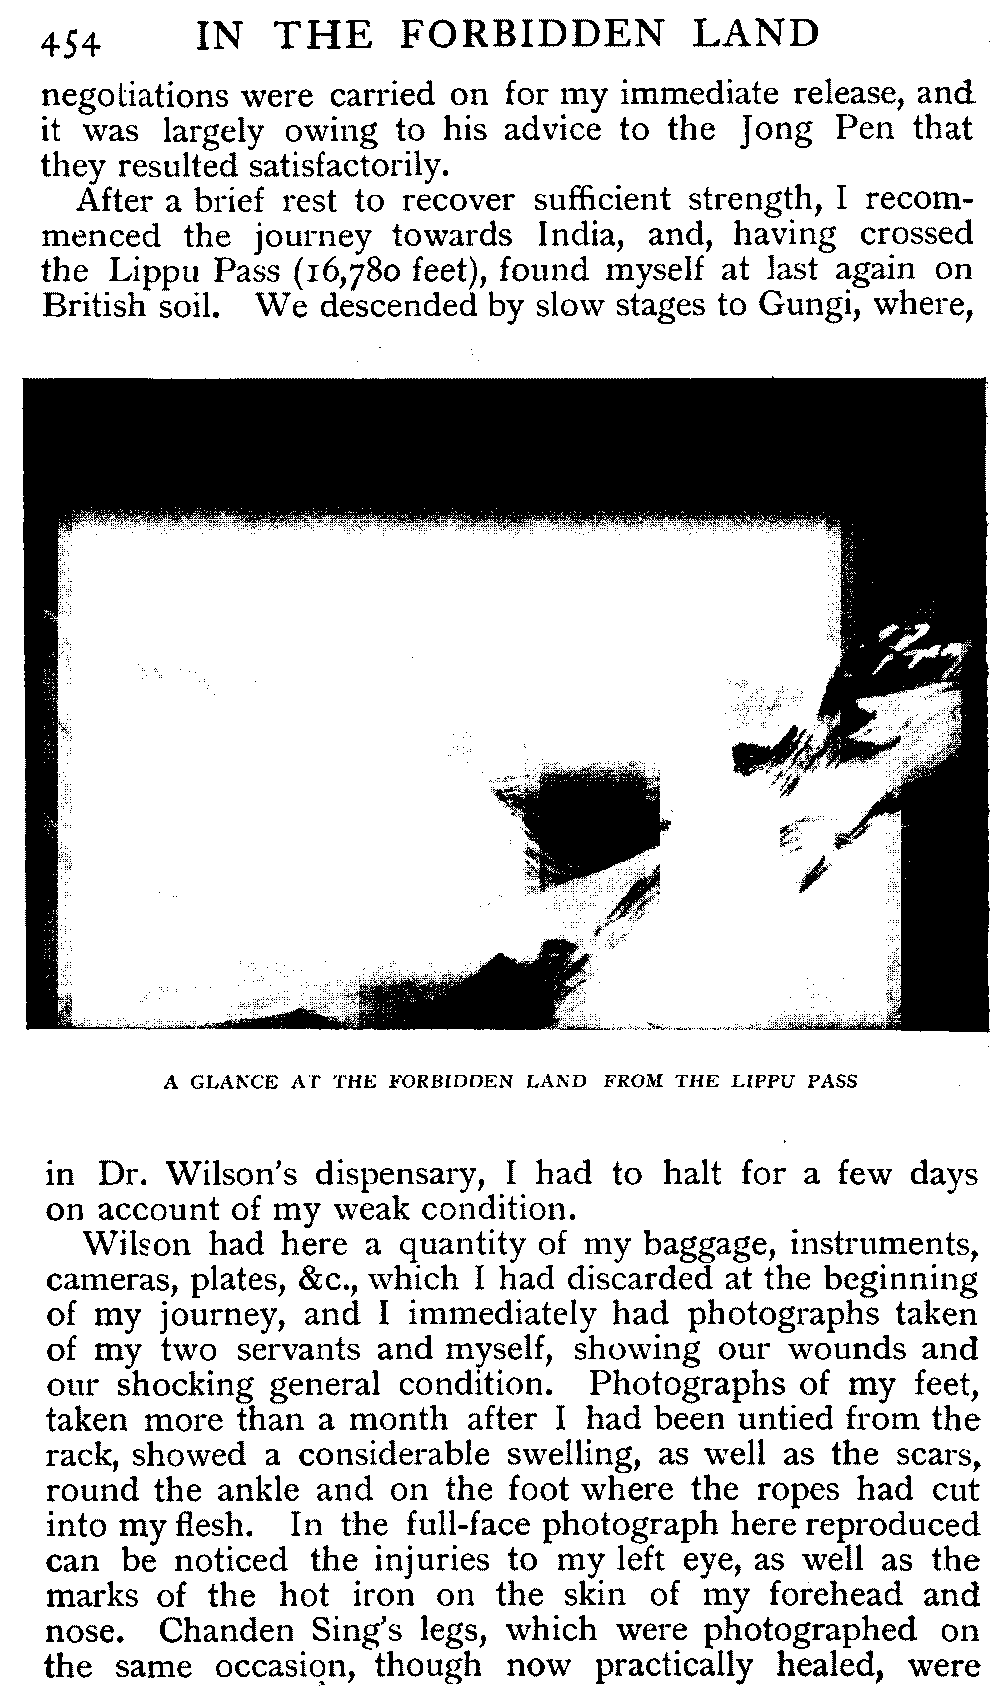 454 IN THE FORBIDDEN LAND
negotiations were carried on for my immediate release, and
it was largely owing to his advice to the Jong Pen that
they resulted satisfactorily.
After a brief rest to recover sufficient strength, I recom-
menced the journey towards India, and, having crossed
the Lippu Pass (16,780 feet), found myself at last again on
British soil. We descended by slow stages to Gungi, where,
A GLANCE AT THE FORBIDDEN LAND FROM THE LIPPU PASS
in Dr. Wilson's dispensary, I had to halt for a few days
on account of my weak condition.
Wilson had here a quantity of my baggage, instruments,
cameras, plates, &c., which I had discarded at the beginning
of my journey, and I immediately had photographs taken
of my two servants and myself, showing our wounds and
our shocking general condition. Photographs of my feet,
taken more than a month after I had been untied from the
rack, showed a considerable swelling, as well as the scars,
round the ankle and on the foot where the ropes had cut
into my flesh. In the full-face photograph here reproduced
can be noticed the injuries to my left eye, as well as the
marks of the hot iron on the skin of my forehead and
nose. Chanden Sing's legs, which were photographed on
the same occasion, though now practically healed, were